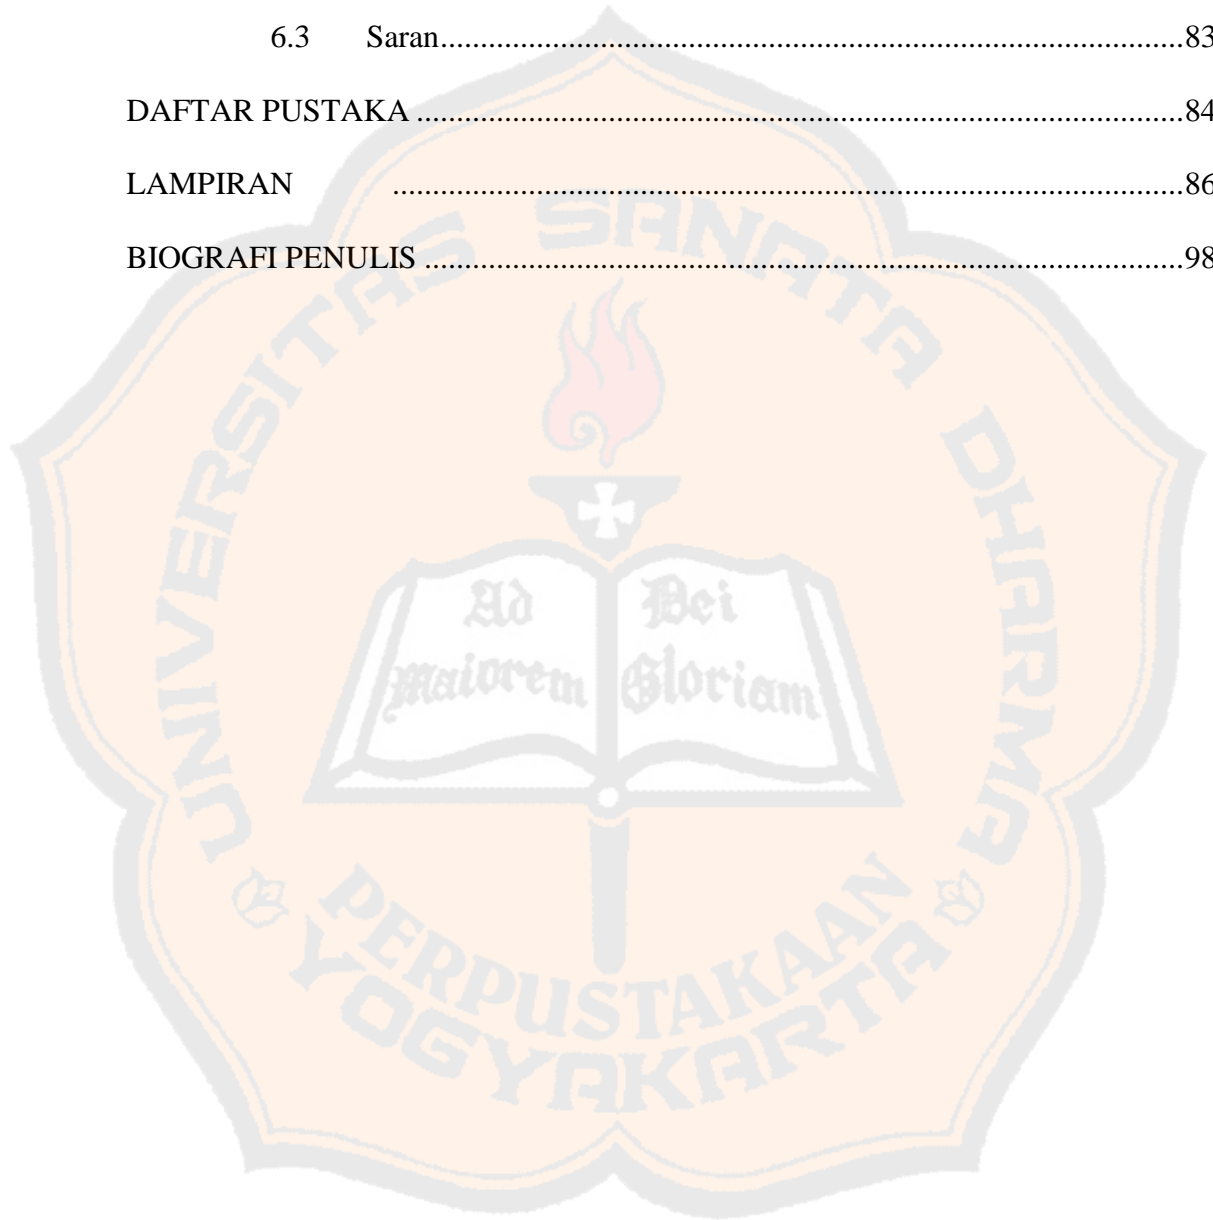 6.3 Saran.............................................................................................83
DAFTAR PUSTAKA ................................................................................................84
LAMPIRAN ...................................................................................................86
BIOGRAFI PENULIS ...............................................................................................98
UNIVERSITAS SANATA DHARMA
Ad Dei
Maiorem Gloriam
PERPUSTAKAAN
YOGYAKARTA